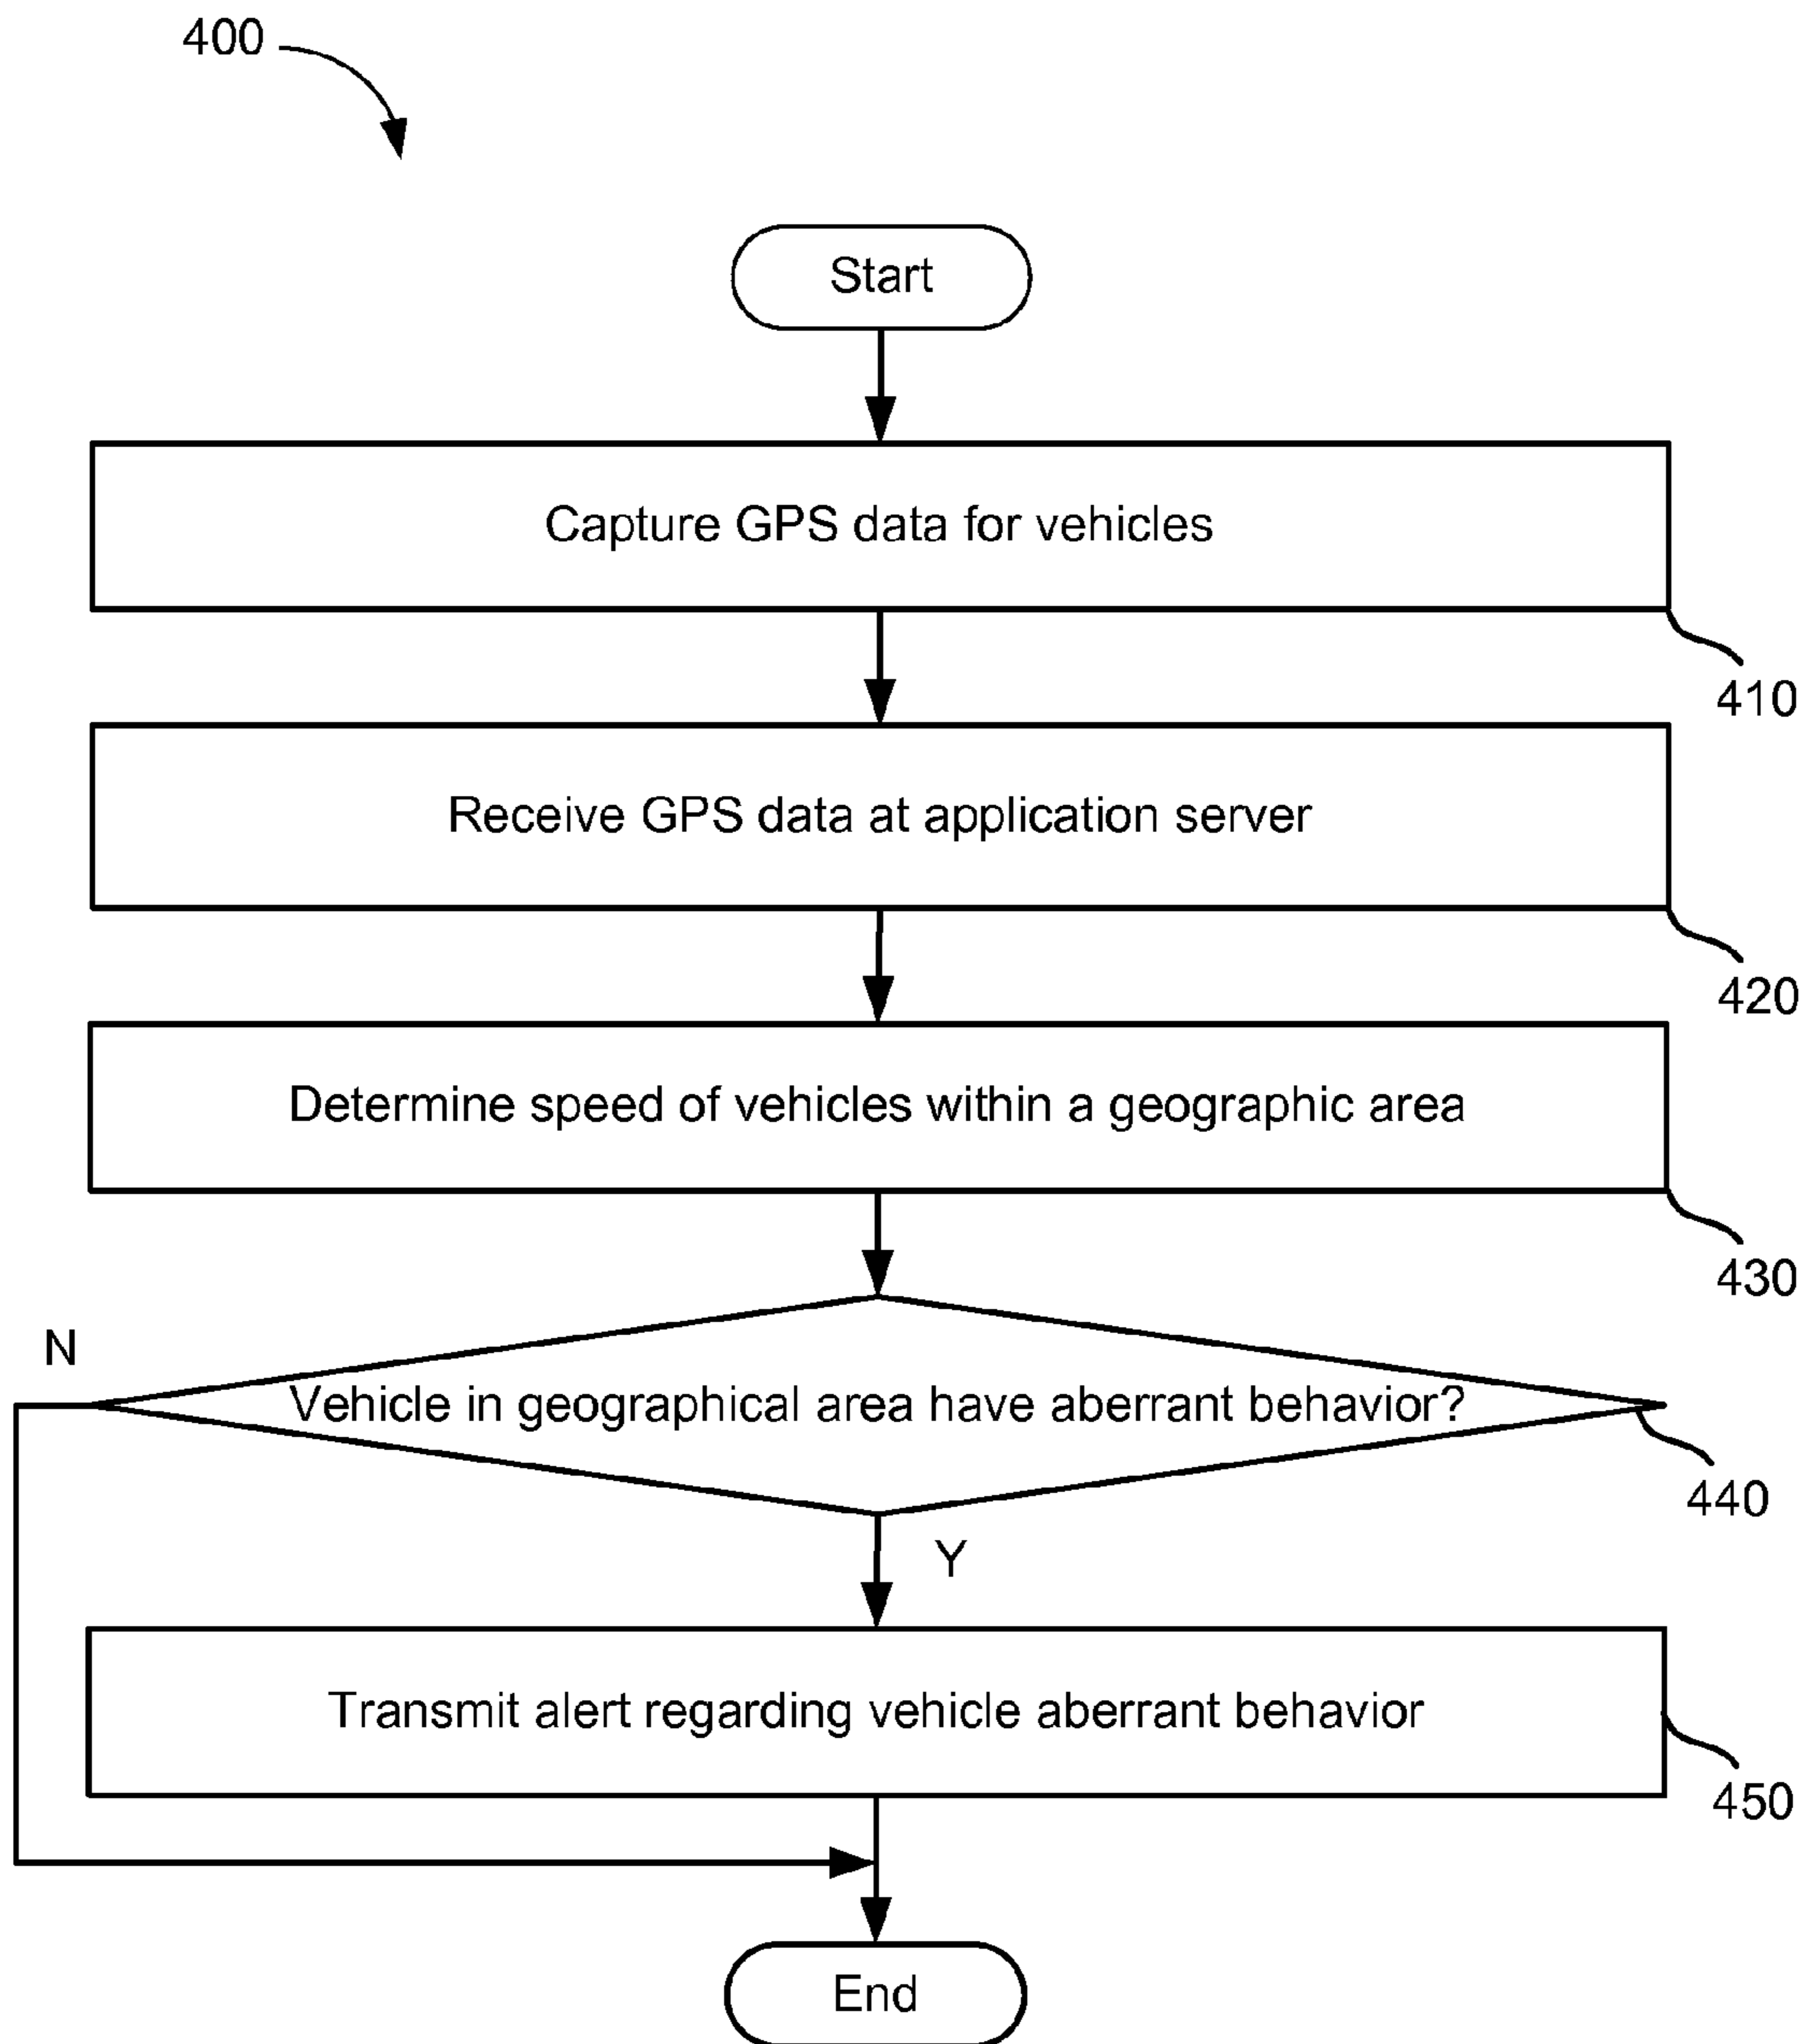 400
Start
Capture GPS data for vehicles
410
Receive GPS data at application server
420
Determine speed of vehicles within a geographic area
430
N
Vehicle in geographical area have aberrant behavior?
440
Y
Transmit alert regarding vehicle aberrant behavior
450
End